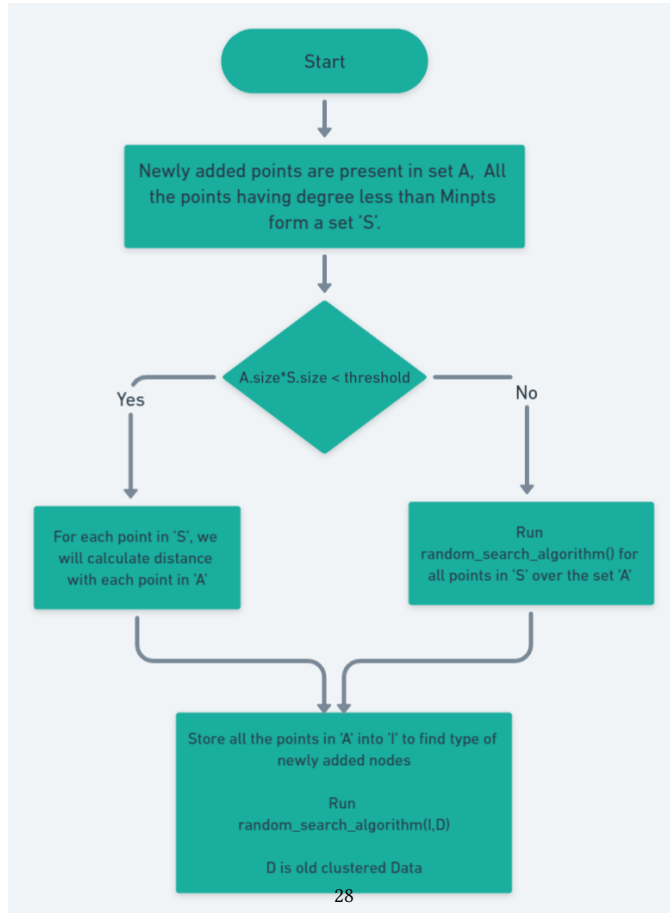 Start
Newly added points are present in set A,  All
the points having degree less than Minpts
form a set 'S'.
A.size*S.size < threshold
Yes
No
For each point in 'S', we
will calculate distance
with each point in 'A'
Run
random_search_algorithm() for
all points in 'S' over the set 'A'
Store all the points in 'A' into 'I' to find type of
newly added nodes
Run
random_search_algorithm(I,D)
D is old clustered Data
28